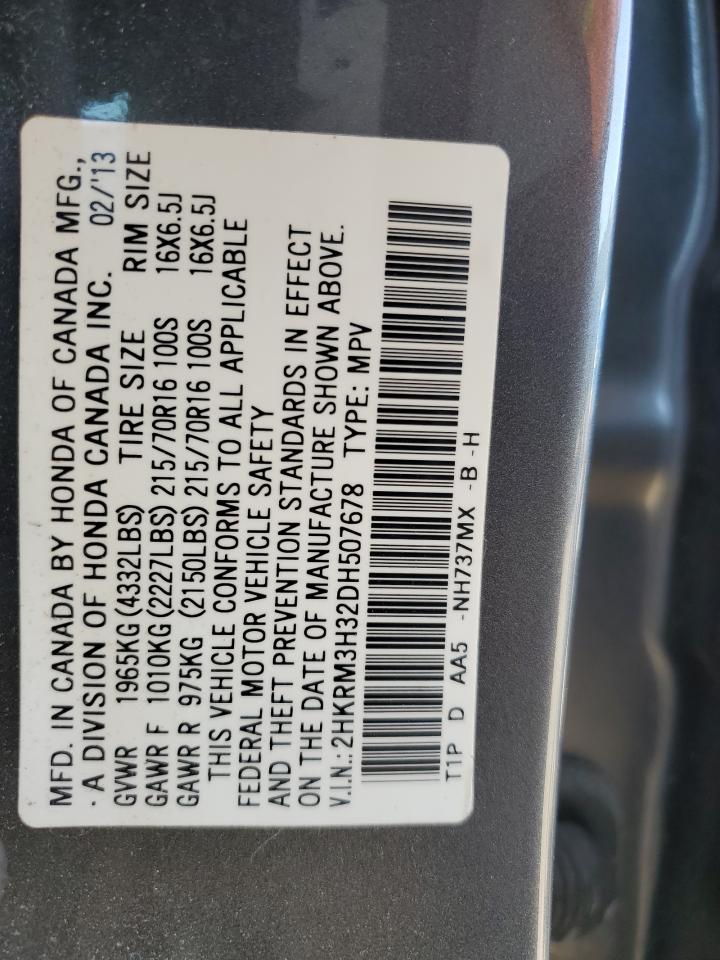 MFD. IN CANADA BY HONDA OF CANADA MFG.,
· A DIVISION OF HONDA CANADA INC. 02/'13
GVWR 1965KG (4332LBS) TIRE SIZE RIM SIZE
GAWR F 1010KG (2227LBS) 215/70R16 100S 16X6.5J
GAWR R 975KG (2150LBS) 215/70R16 100S 16X6.5J
THIS VEHICLE CONFORMS TO ALL APPLICABLE
FEDERAL MOTOR VEHICLE SAFETY
AND THEFT PREVENTION STANDARDS IN EFFECT
ON THE DATE OF MANUFACTURE SHOWN ABOVE.
V.I.N.: 2HKRM3H32DH507678 TYPE: MPV
T1P D AA5 -NH737MX -B -H